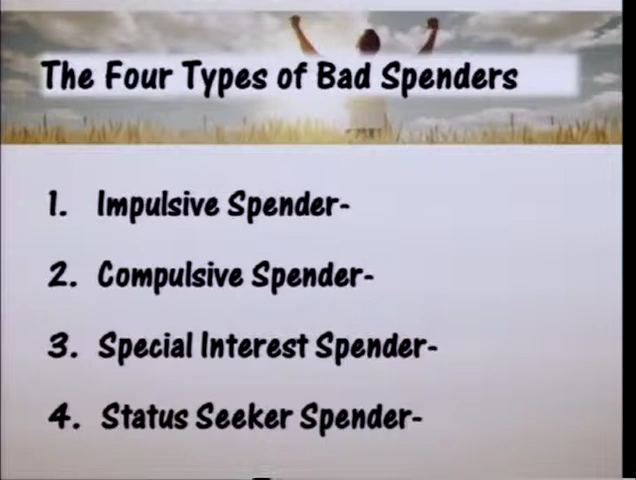 The Four Types of Bad Spenders
1. Impulsive Spender-
2. Compulsive Spender-
3. Special Interest Spender-
4. Status Seeker Spender-